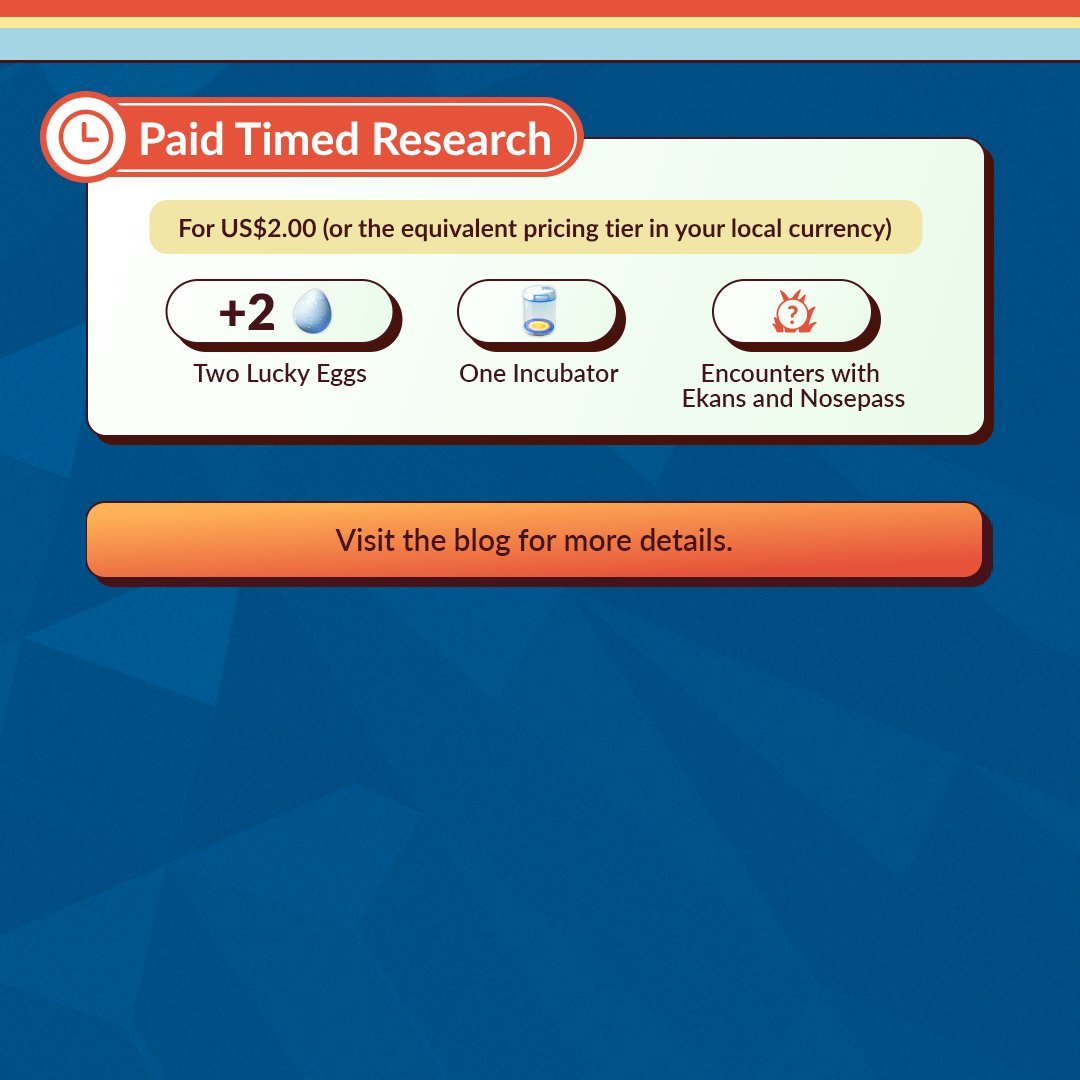 Paid Timed Research
For US$2.00 (or the equivalent pricing tier in your local currency)
+2
Two Lucky Eggs
One Incubator
?
Encounters with
Ekans and Nosepass
Visit the blog for more details.